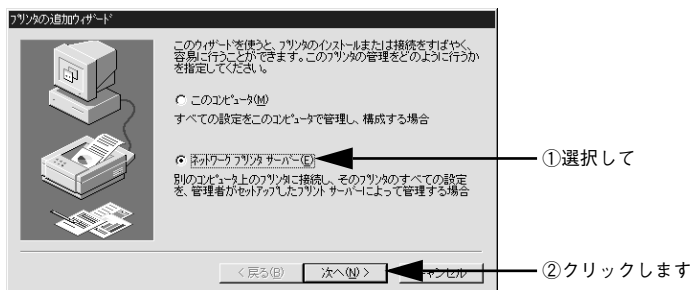 プリンタの追加ウィザード
このウィザードを使うと、プリンタのインストールまたは接続をすばやく、
容易に行うことができます。このプリンタの管理をどのように行うか
を指定してください。
このコンピュータ(M)
すべての設定をこのコンピュータで管理し、構成する場合
ネットワーク プリンタ サーバー(E)
①選択して
別のコンピュータ上のプリンタに接続し、そのプリンタのすべての設定
を、管理者がセットアップしたプリント サーバーによって管理する場合
< 戻る(B)
次へ(N) >
キャンセル
②クリックします